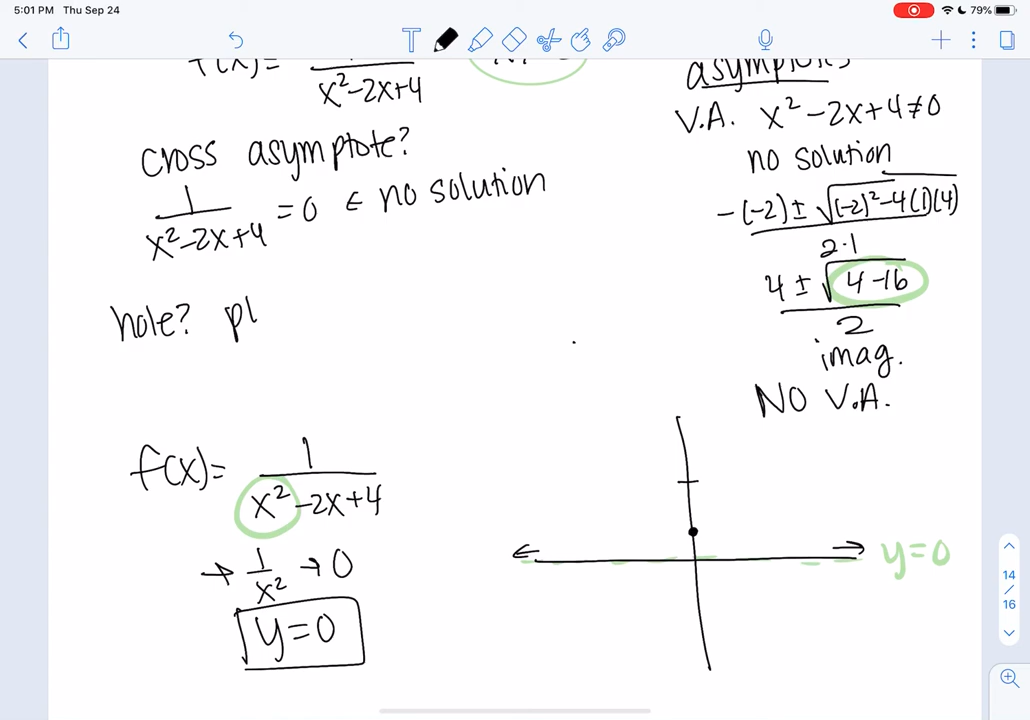 5:01 PM Thu Sep 24
79%
T
f(x)=
x²-2x+4
asymptotes
V.A. x²-2x+4≠0
no solution
-(-2)±√(-2)²-4(1)(4)
2·1
4±√4-16
2
imag.
NO V.A.
cross asymptote?
1
x²-2x+4
=0 ∈ no solution
hole? pl
f(x)=
1
x²-2x+4
→ 1/x² → 0
y=0
y=0
14
/
16